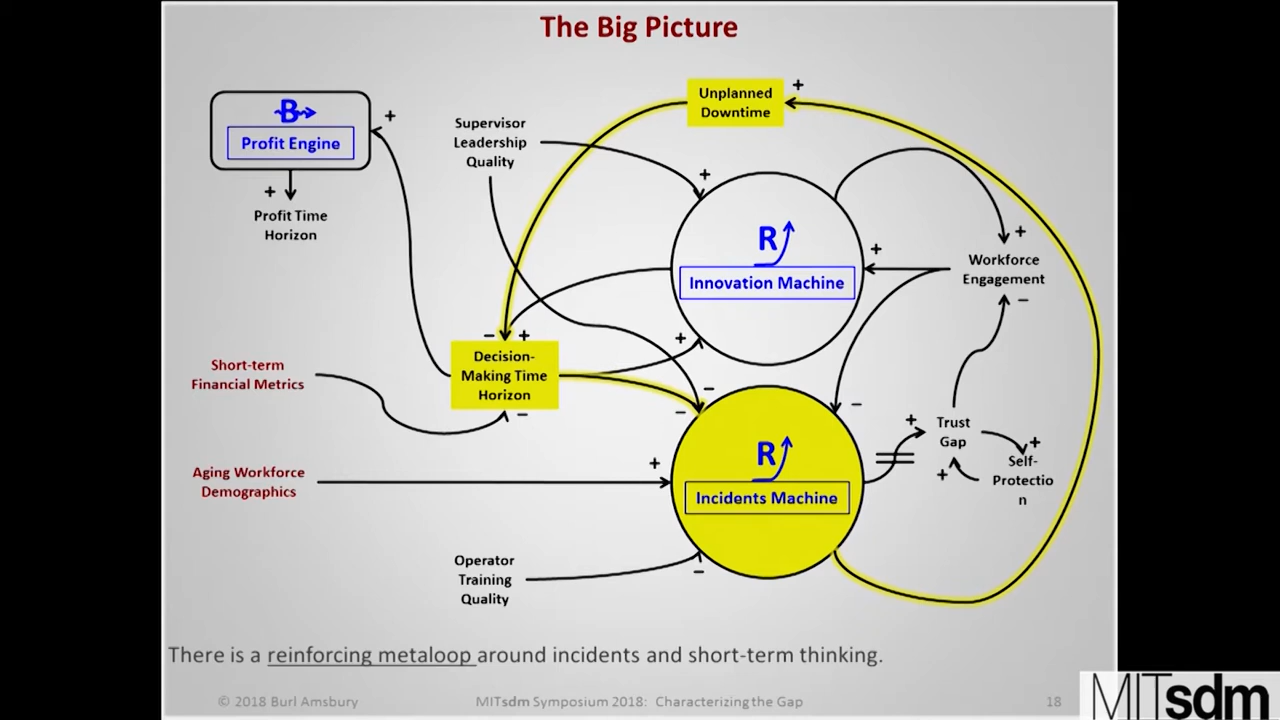 The Big Picture
Unplanned
Downtime
+
B
Profit Engine
+
+
Profit Time
Horizon
Supervisor
Leadership
Quality
+
R
Innovation Machine
+
+
Workforce
Engagement
−
− +
Decision-
Making Time
Horizon
+
−
−
−
Short-term
Financial Metrics
−
Aging Workforce
Demographics
+
R
Incidents Machine
+
Trust
Gap
+
Self-
Protectio
n
+
Operator
Training
Quality
−
There is a reinforcing metaloop around incidents and short-term thinking.
© 2018 Burl Amsbury
MITsdm Symposium 2018: Characterizing the Gap
18
MITsdm